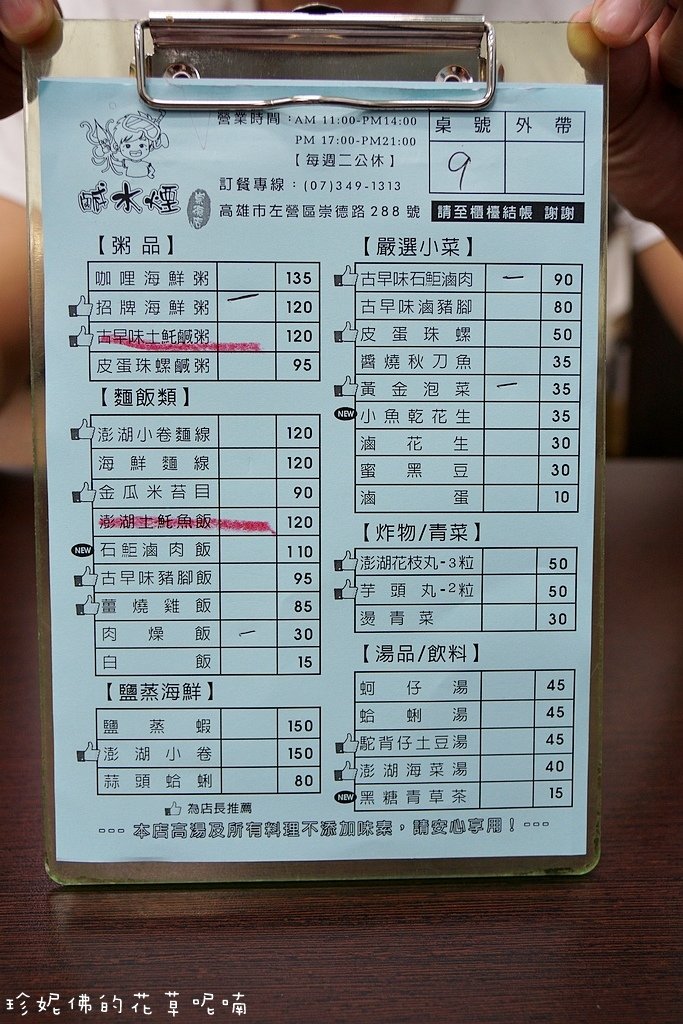 營業時間：AM 11:00-PM14:00
PM 17:00-PM21:00
【每週二公休】
訂餐專線：(07)349-1313
高雄市左營區崇德路288號
鹹水煙
崇德店
桌號 外帶
9
請至櫃檯結帳 謝謝
【粥品】
咖哩海鮮粥 135
招牌海鮮粥 一 120
古早味土魠鹹粥 120
皮蛋珠螺鹹粥 95
【麵飯類】
澎湖小卷麵線 120
海鮮麵線 120
金瓜米苔目 90
澎湖土魠魚飯 120
NEW 石鮔滷肉飯 110
古早味豬腳飯 95
薑燒雞飯 85
肉燥飯 一 30
白飯 15
【鹽蒸海鮮】
鹽蒸蝦 150
澎湖小卷 150
蒜頭蛤蜊 80
為店長推薦
【嚴選小菜】
古早味石鮔滷肉 一 90
古早味滷豬腳 80
皮蛋珠螺 50
醬燒秋刀魚 35
黃金泡菜 一 35
NEW 小魚乾花生 35
滷花生 30
蜜黑豆 30
滷蛋 10
【炸物/青菜】
澎湖花枝丸-3粒 50
芋頭丸-2粒 50
燙青菜 30
【湯品/飲料】
蚵仔湯 45
蛤蜊湯 45
駝背仔土豆湯 45
澎湖海菜湯 40
NEW 黑糖青草茶 15
---本店高湯及所有料理不添加味素，請安心享用！---
珍妮佛的花草呢喃